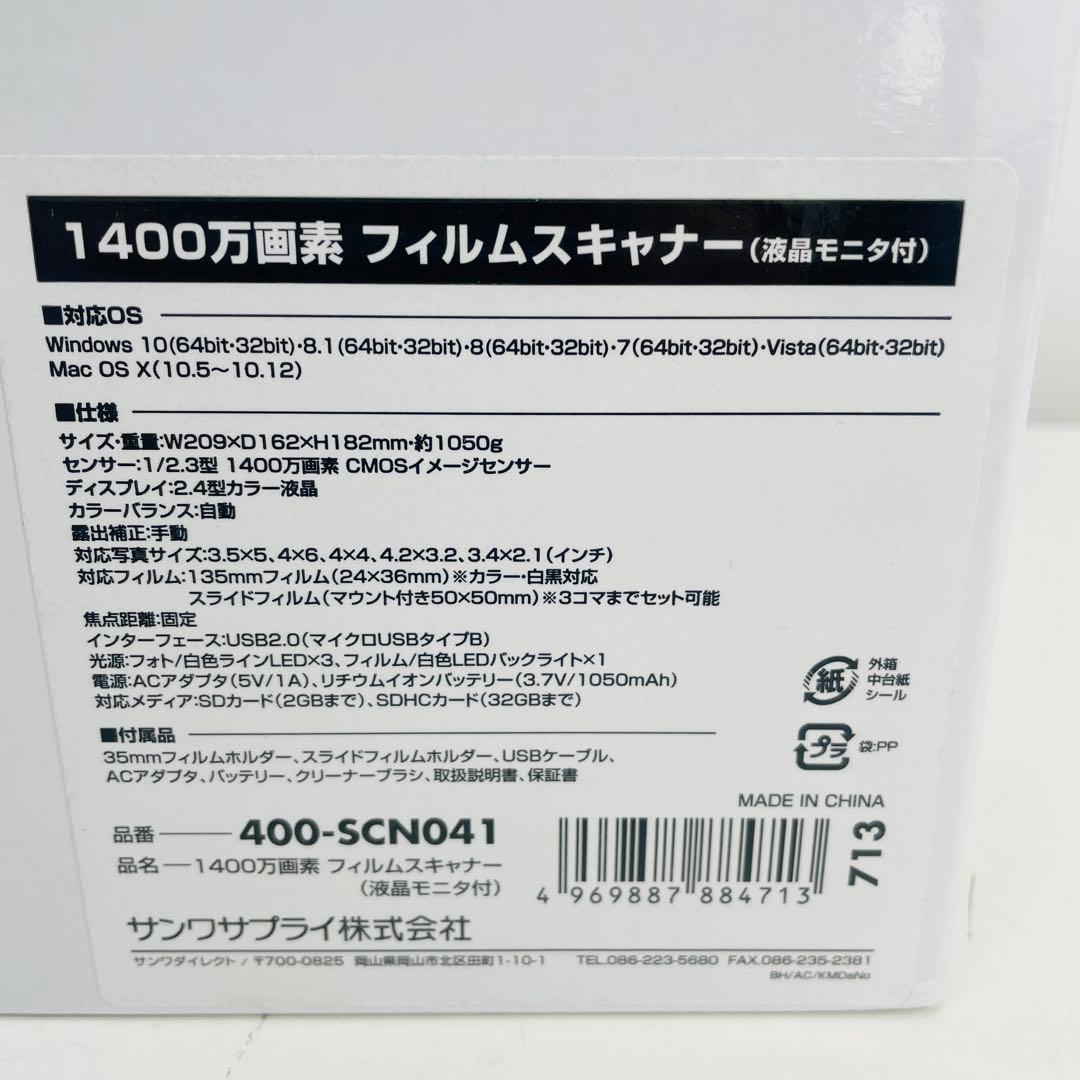 1400万画素 フィルムスキャナー(液晶モニタ付)
■対応OS
Windows 10(64bit・32bit)・8.1(64bit・32bit)・8(64bit・32bit)・7(64bit・32bit)・Vista(64bit・32bit)
Mac OS X(10.5〜10.12)
■仕様
サイズ・重量:W209×D162×H182mm・約1050g
センサー:1/2.3型 1400万画素 CMOSイメージセンサー
ディスプレイ:2.4型カラー液晶
カラーバランス:自動
露出補正:手動
対応写真サイズ:3.5×5、4×6、4×4、4.2×3.2、3.4×2.1(インチ)
対応フィルム:135mmフィルム(24×36mm)※カラー・白黒対応
スライドフィルム(マウント付き50×50mm)※3コマまでセット可能
焦点距離:固定
インターフェース:USB2.0(マイクロUSBタイプB)
光源:フォト/白色ラインLED×3、フィルム/白色LEDバックライト×1
電源:ACアダプタ(5V/1A)、リチウムイオンバッテリー(3.7V/1050mAh)
対応メディア:SDカード(2GBまで)、SDHCカード(32GBまで)
紙
外箱
中台紙
シール
■付属品
35mmフィルムホルダー、スライドフィルムホルダー、USBケーブル、
ACアダプタ、バッテリー、クリーナーブラシ、取扱説明書、保証書
プラ
袋:PP
MADE IN CHINA
品番 400-SCN041
品名 1400万画素 フィルムスキャナー
(液晶モニタ付)
4 969887 884713
713
サンワサプライ株式会社
サンワダイレクト / 〒700-0825 岡山県岡山市北区田町1-10-1 TEL.086-223-5680 FAX.086-235-2381
BH/AC/KMDaNo